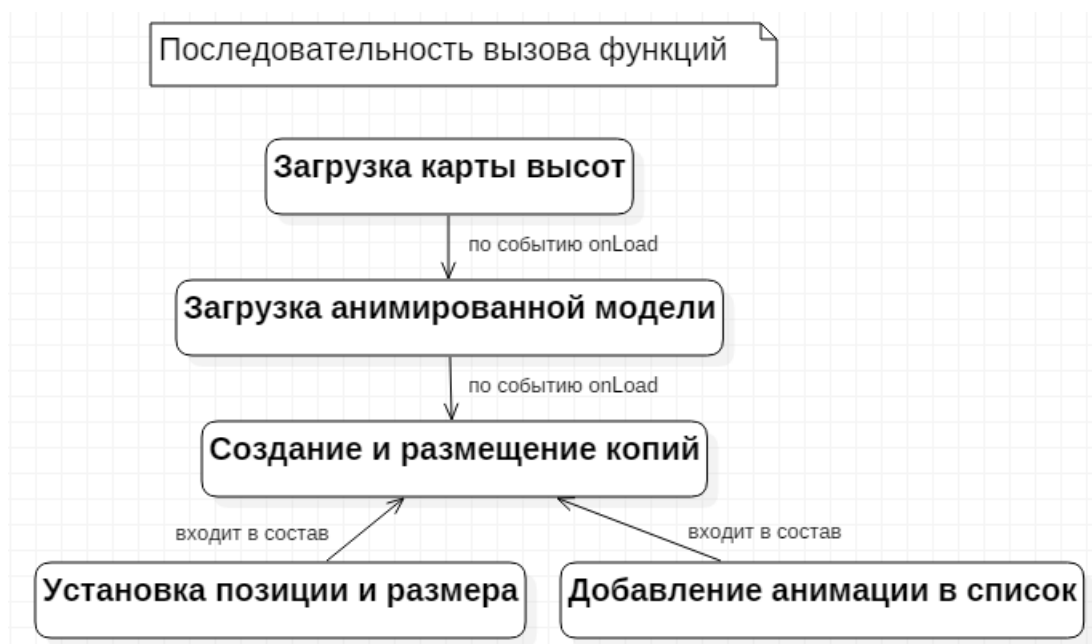 Последовательность вызова функций
Загрузка карты высот
по событию onLoad
Загрузка анимированной модели
по событию onLoad
Создание и размещение копий
входит в состав
входит в состав
Установка позиции и размера
Добавление анимации в список